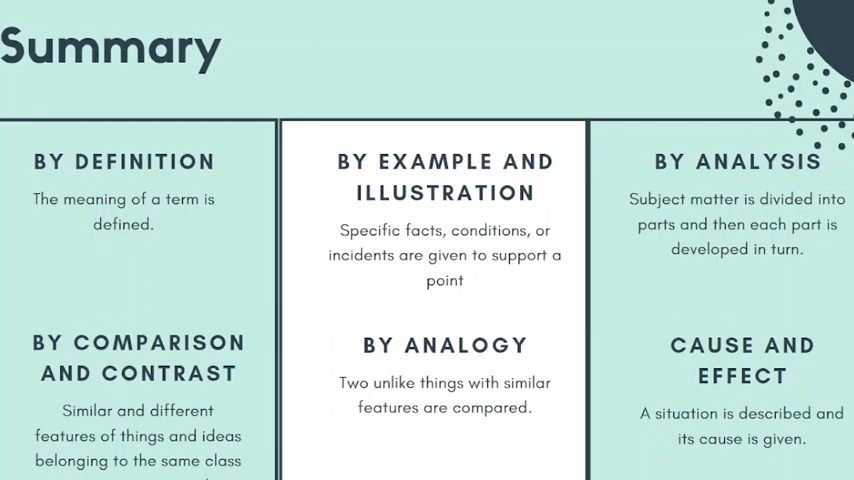 Summary
BY DEFINITION
The meaning of a term is
defined.
BY COMPARISON
AND CONTRAST
Similar and different
features of things and ideas
belonging to the same class
BY EXAMPLE AND
ILLUSTRATION
Specific facts, conditions, or
incidents are given to support a
point
BY ANALOGY
Two unlike things with similar
features are compared.
BY ANALYSIS
Subject matter is divided into
parts and then each part is
developed in turn.
CAUSE AND
EFFECT
A situation is described and
its cause is given.